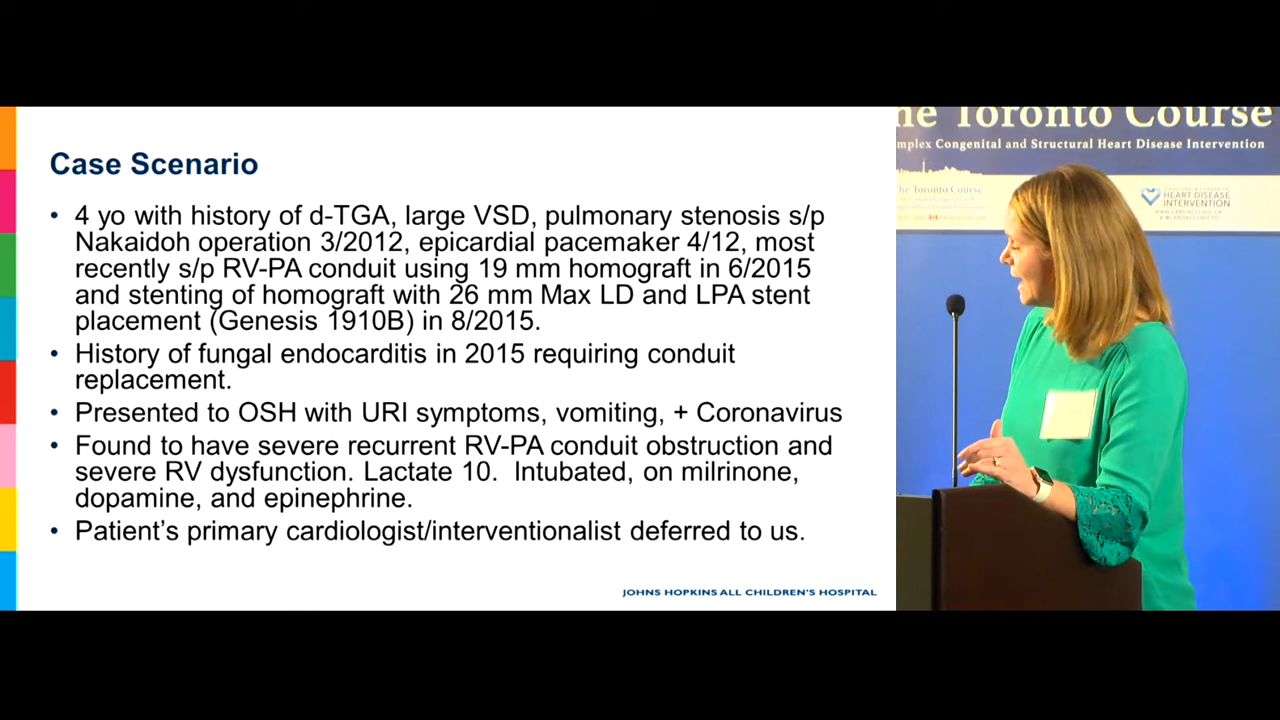 Case Scenario
• 4 yo with history of d-TGA, large VSD, pulmonary stenosis s/p
Nakaidoh operation 3/2012, epicardial pacemaker 4/12, most
recently s/p RV-PA conduit using 19 mm homograft in 6/2015
and stenting of homograft with 26 mm Max LD and LPA stent
placement (Genesis 1910B) in 8/2015.
• History of fungal endocarditis in 2015 requiring conduit
replacement.
• Presented to OSH with URI symptoms, vomiting, + Coronavirus
• Found to have severe recurrent RV-PA conduit obstruction and
severe RV dysfunction. Lactate 10. Intubated, on milrinone,
dopamine, and epinephrine.
• Patient's primary cardiologist/interventionalist deferred to us.
JOHNS HOPKINS ALL CHILDREN'S HOSPITAL
he Toronto Course
mplex Congenital and Structural Heart Disease Intervention
he Toronto Course
HEART DISEASE
INTERVENTION